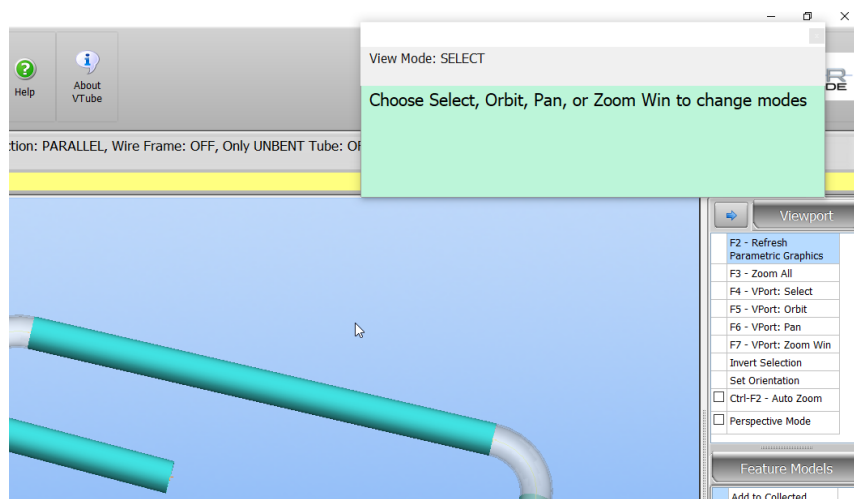 View Mode: SELECT
Choose Select, Orbit, Pan, or Zoom Win to change modes
Help
About
VTube
tion: PARALLEL, Wire Frame: OFF, Only UNBENT Tube: OF
Viewport
F2 - Refresh
Parametric Graphics
F3 - Zoom All
F4 - VPort: Select
F5 - VPort: Orbit
F6 - VPort: Pan
F7 - VPort: Zoom Win
Invert Selection
Set Orientation
Ctrl-F2 - Auto Zoom
Perspective Mode
Feature Models
Add to Collected